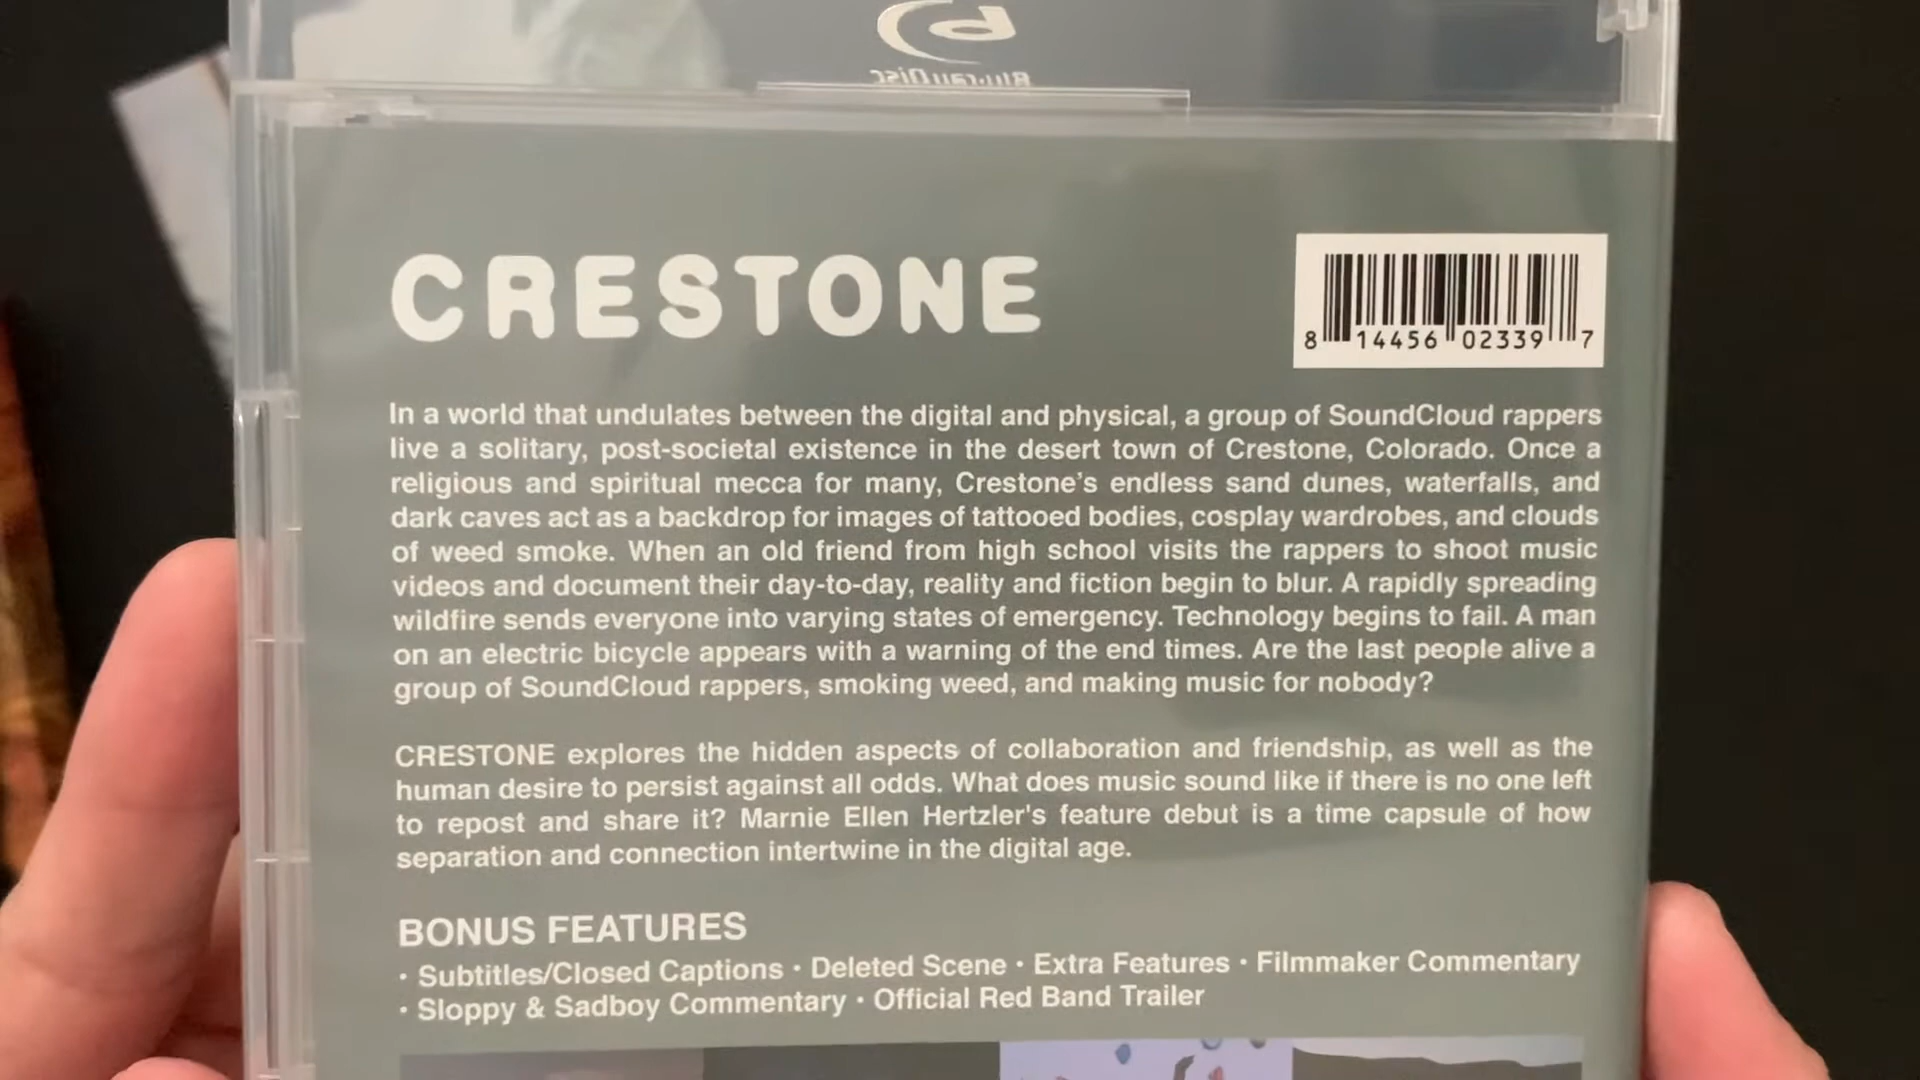 Blu-ray Disc
CRESTONE
8 14456 02339 7
In a world that undulates between the digital and physical, a group of SoundCloud rappers
live a solitary, post-societal existence in the desert town of Crestone, Colorado. Once a
religious and spiritual mecca for many, Crestone's endless sand dunes, waterfalls, and
dark caves act as a backdrop for images of tattooed bodies, cosplay wardrobes, and clouds
of weed smoke. When an old friend from high school visits the rappers to shoot music
videos and document their day-to-day, reality and fiction begin to blur. A rapidly spreading
wildfire sends everyone into varying states of emergency. Technology begins to fail. A man
on an electric bicycle appears with a warning of the end times. Are the last people alive a
group of SoundCloud rappers, smoking weed, and making music for nobody?
CRESTONE explores the hidden aspects of collaboration and friendship, as well as the
human desire to persist against all odds. What does music sound like if there is no one left
to repost and share it? Marnie Ellen Hertzler's feature debut is a time capsule of how
separation and connection intertwine in the digital age.
BONUS FEATURES
• Subtitles/Closed Captions • Deleted Scene • Extra Features • Filmmaker Commentary
• Sloppy & Sadboy Commentary • Official Red Band Trailer